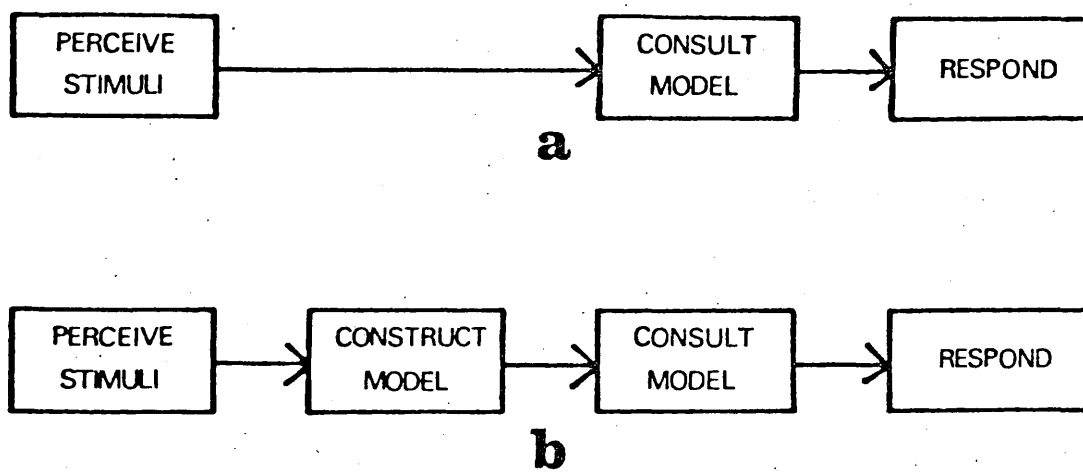 PERCEIVE
STIMULI
CONSULT
MODEL
RESPOND
a
PERCEIVE
STIMULI
CONSTRUCT
MODEL
CONSULT
MODEL
RESPOND
b